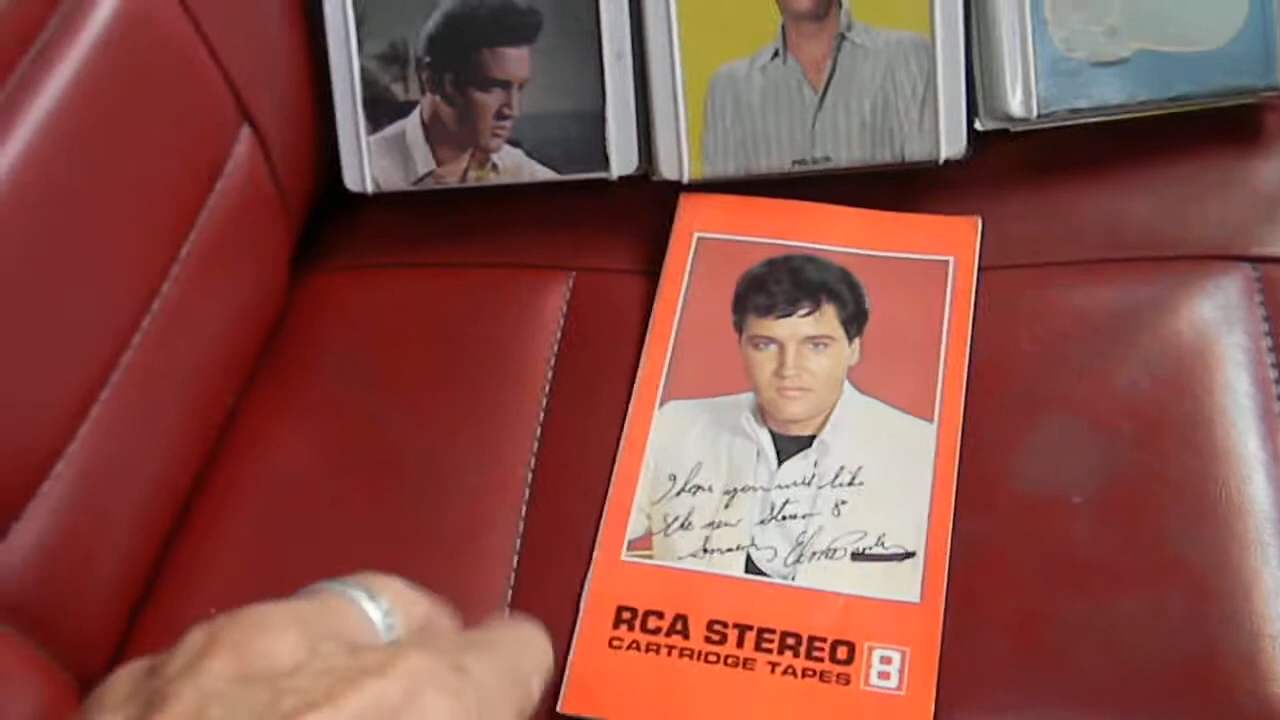 I hope you will like
the new Stereo 8
Sincerely Elvis Presley
RCA STEREO
CARTRIDGE TAPES 8